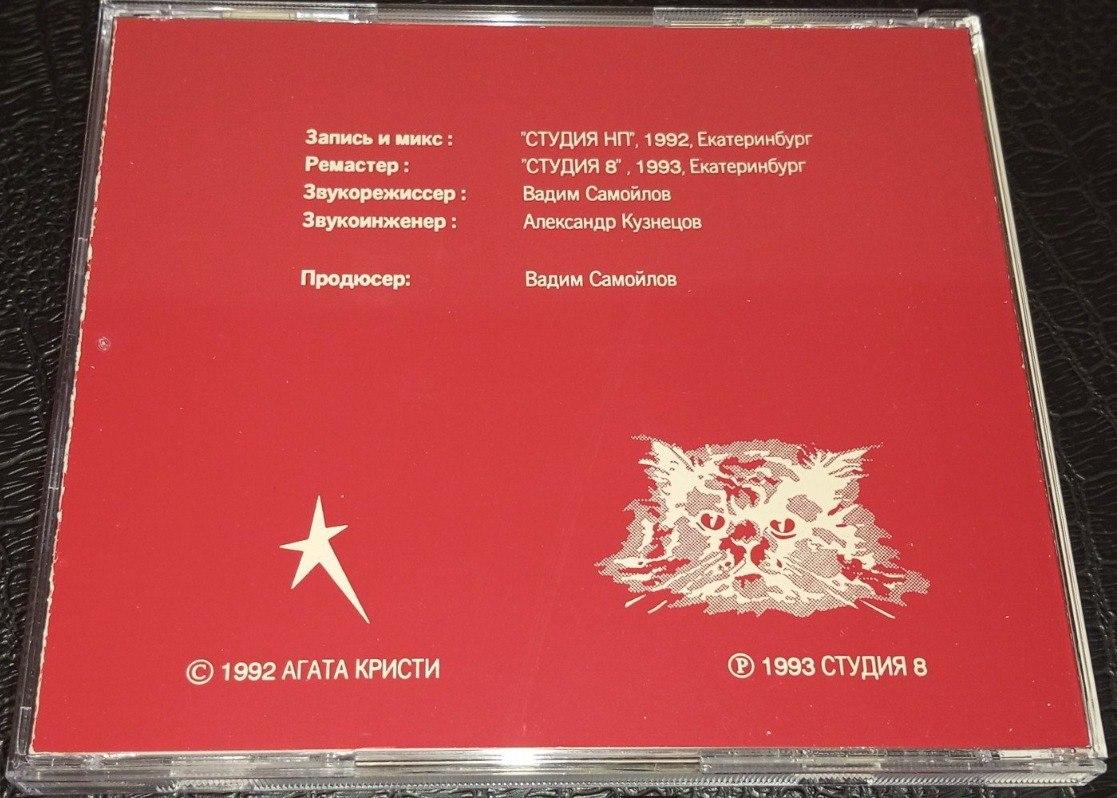 Запись и микс : "СТУДИЯ НП", 1992, Екатеринбург
Ремастер : "СТУДИЯ 8" , 1993, Екатеринбург
Звукорежиссер : Вадим Самойлов
Звукоинженер : Александр Кузнецов
Продюсер: Вадим Самойлов
© 1992 АГАТА КРИСТИ
℗ 1993 СТУДИЯ 8